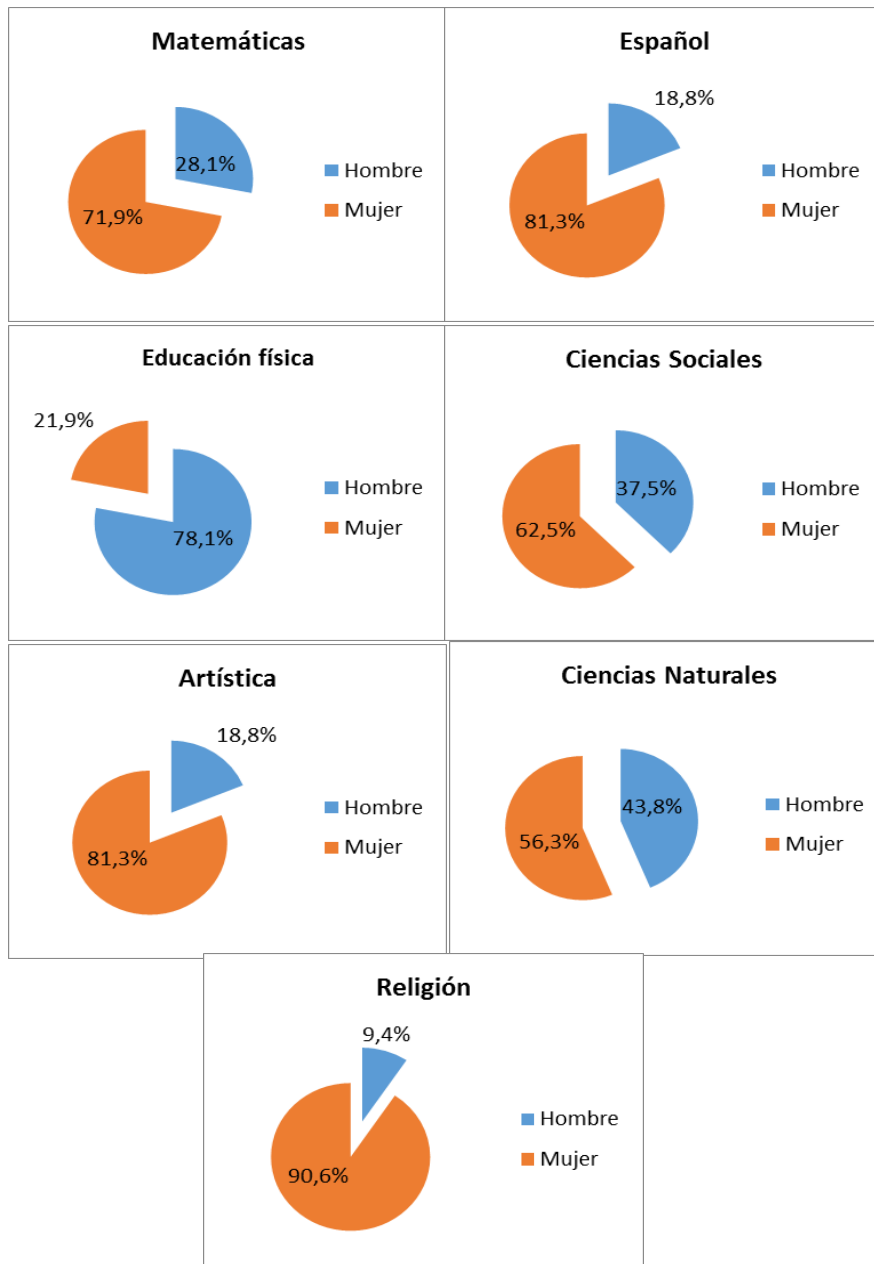 Matemáticas
28,1%
71,9%
Hombre
Mujer
Español
18,8%
81,3%
Hombre
Mujer
Educación física
21,9%
78,1%
Hombre
Mujer
Ciencias Sociales
37,5%
62,5%
Hombre
Mujer
Artística
18,8%
81,3%
Hombre
Mujer
Ciencias Naturales
43,8%
56,3%
Hombre
Mujer
Religión
9,4%
90,6%
Hombre
Mujer